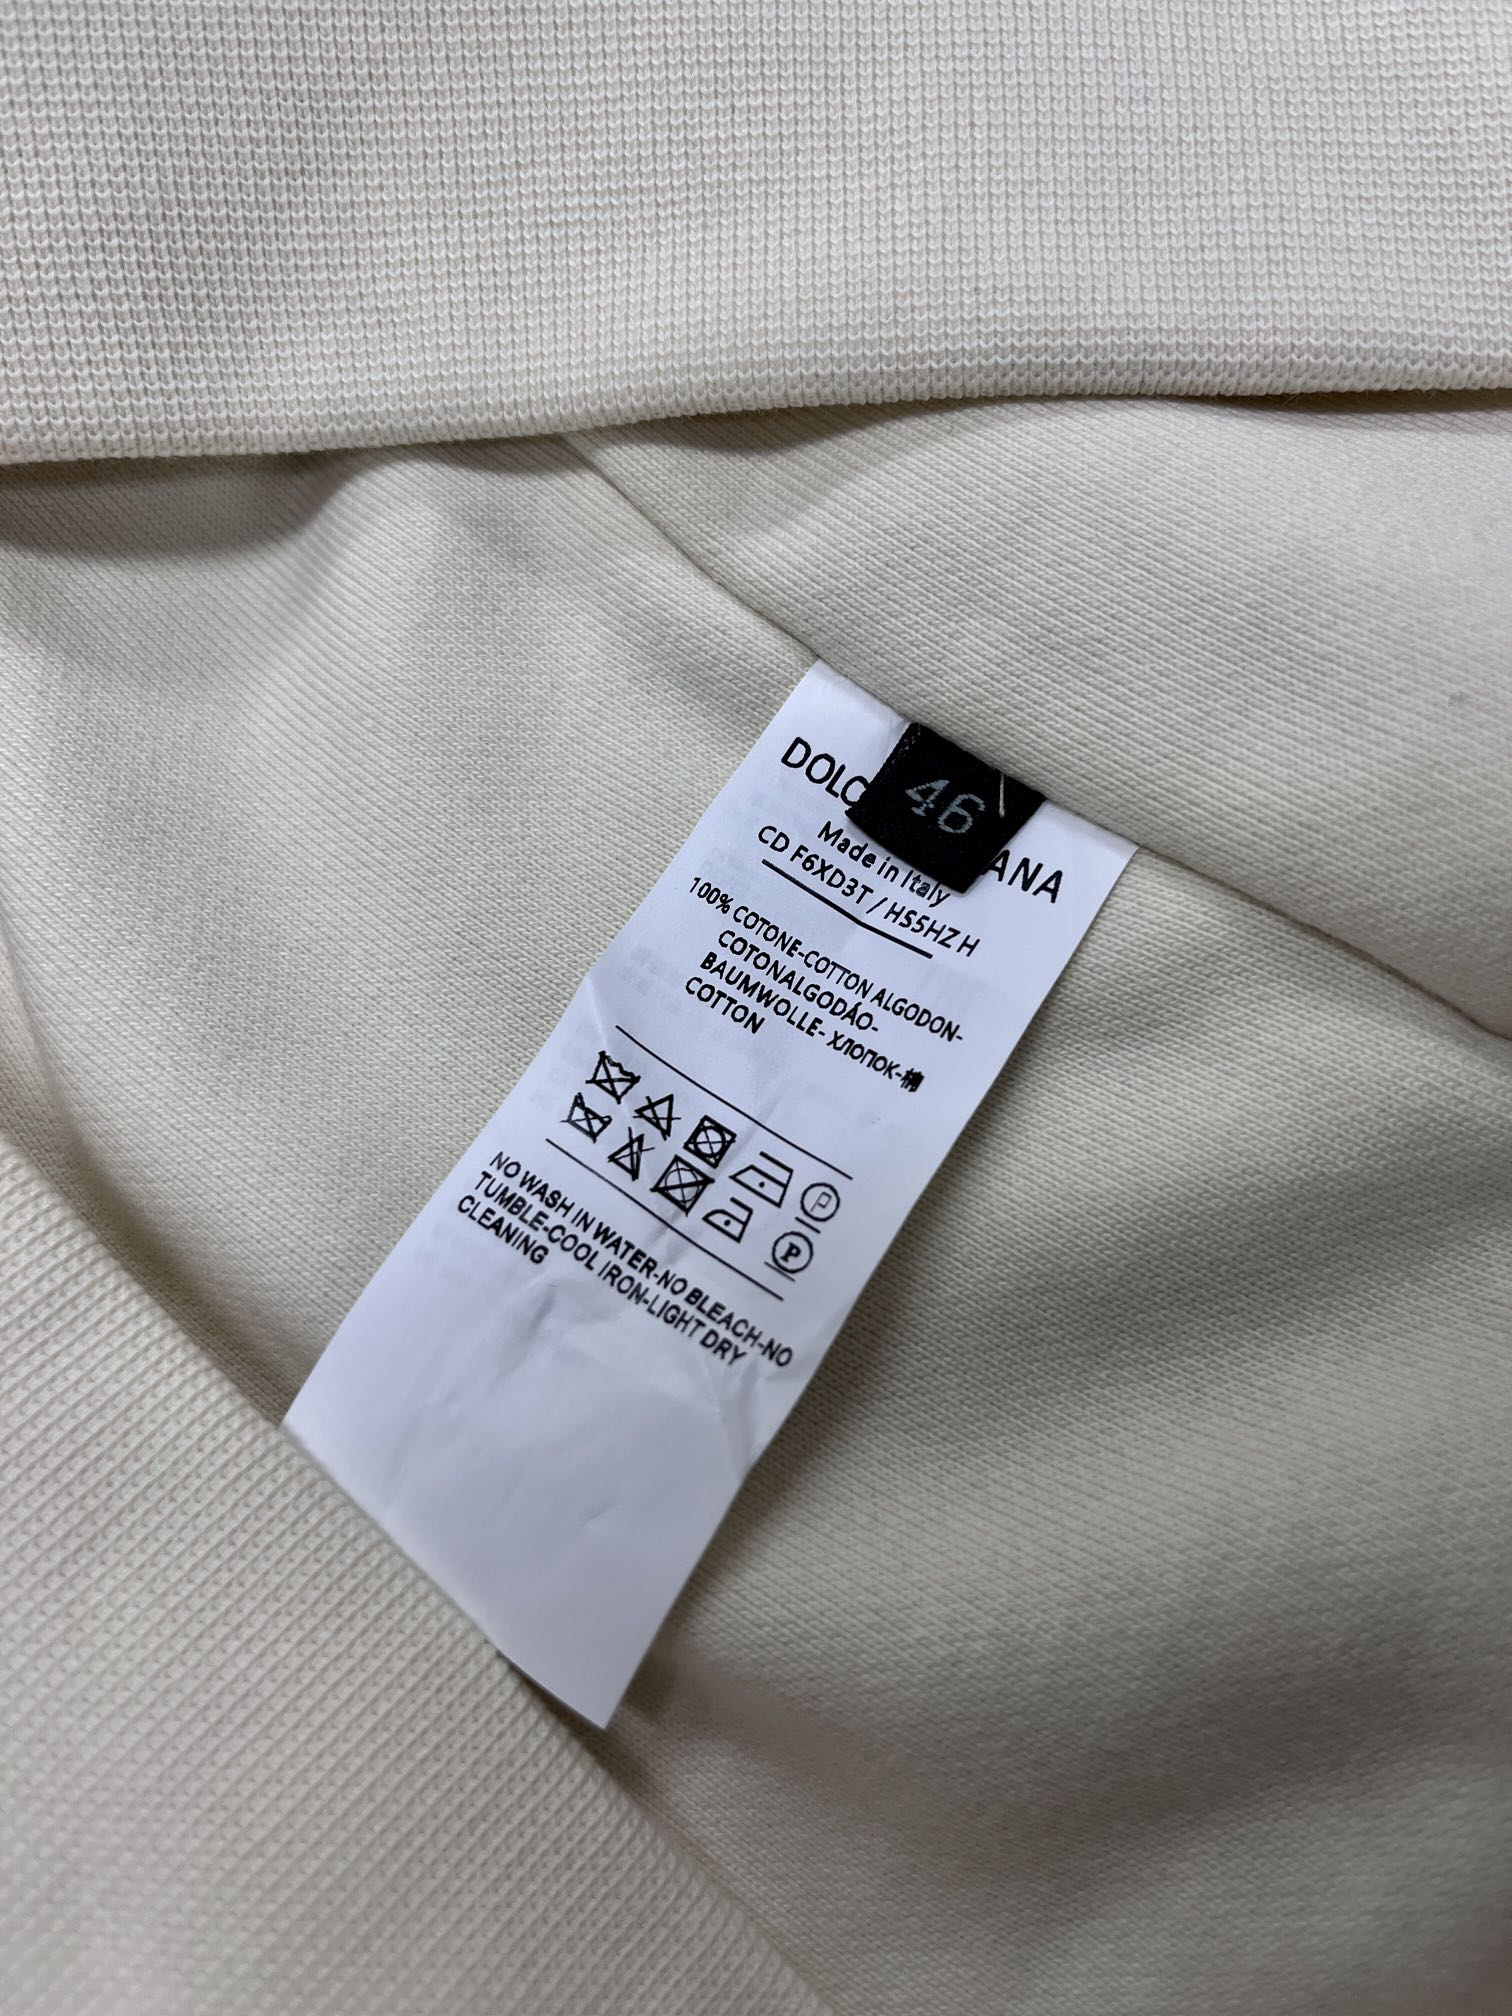 46
DOLC ANA
Made in Italy
CD F6XD3T / HS5HZ H
100% COTONE-COTTON ALGODON-
COTONALGODÁO-
BAUMWOLLE- ХЛОПОК-棉
COTTON
P
P
NO WASH IN WATER-NO BLEACH-NO
TUMBLE-COOL IRON-LIGHT DRY
CLEANING